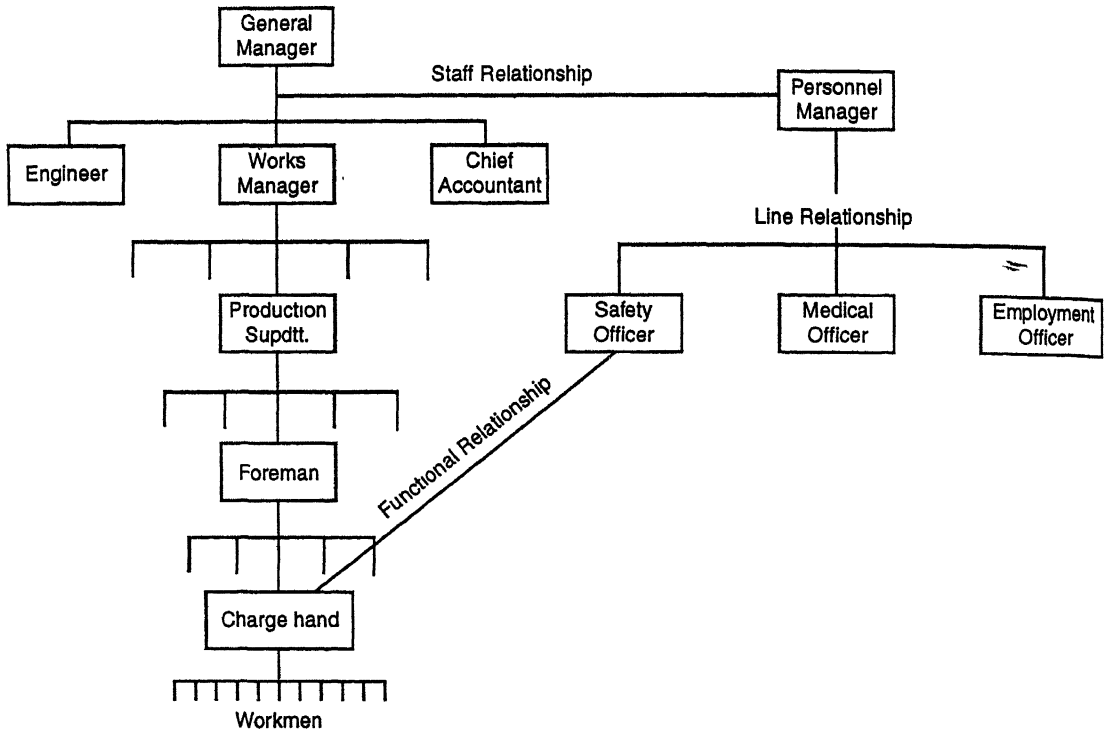 General
Manager
Staff Relationship
Personnel
Manager
Engineer
Works
Manager
Chief
Accountant
Line Relationship
Production
Supdtt.
Safety
Officer
Medical
Officer
Employment
Officer
Functional Relationship
Foreman
Charge hand
Workmen